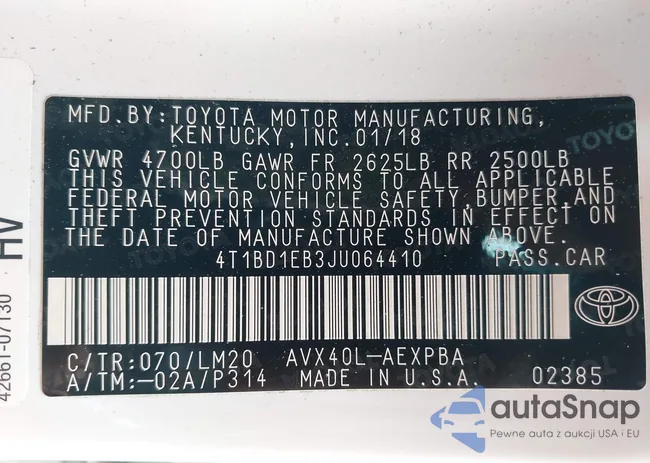 MFD.BY:TOYOTA MOTOR MANUFACTURING,
KENTUCKY,INC.01/18
GVWR 4700LB GAWR FR 2625LB RR 2500LB
THIS VEHICLE CONFORMS TO ALL APPLICABLE
FEDERAL MOTOR VEHICLE SAFETY,BUMPER,AND
THEFT PREVENTION STANDARDS IN EFFECT ON
THE DATE OF MANUFACTURE SHOWN ABOVE.
4T1BD1EB3JU064410 PASS.CAR
C/TR:070/LM20 AVX40L-AEXPBA
A/TM:-02A/P314 MADE IN U.S.A. 02385
42661-07130
HV
autaSnap
Pewne auta z aukcji USA i EU